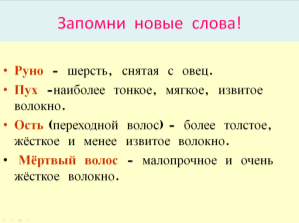 Запомни новые слова!
• Руно – шерсть, снятая с овец.
• Пух –наиболее тонкое, мягкое, извитое
волокно.
• Ость (переходной волос) – более толстое,
жёсткое и менее извитое волокно.
• Мёртвый волос – малопрочное и очень
жёсткое волокно.